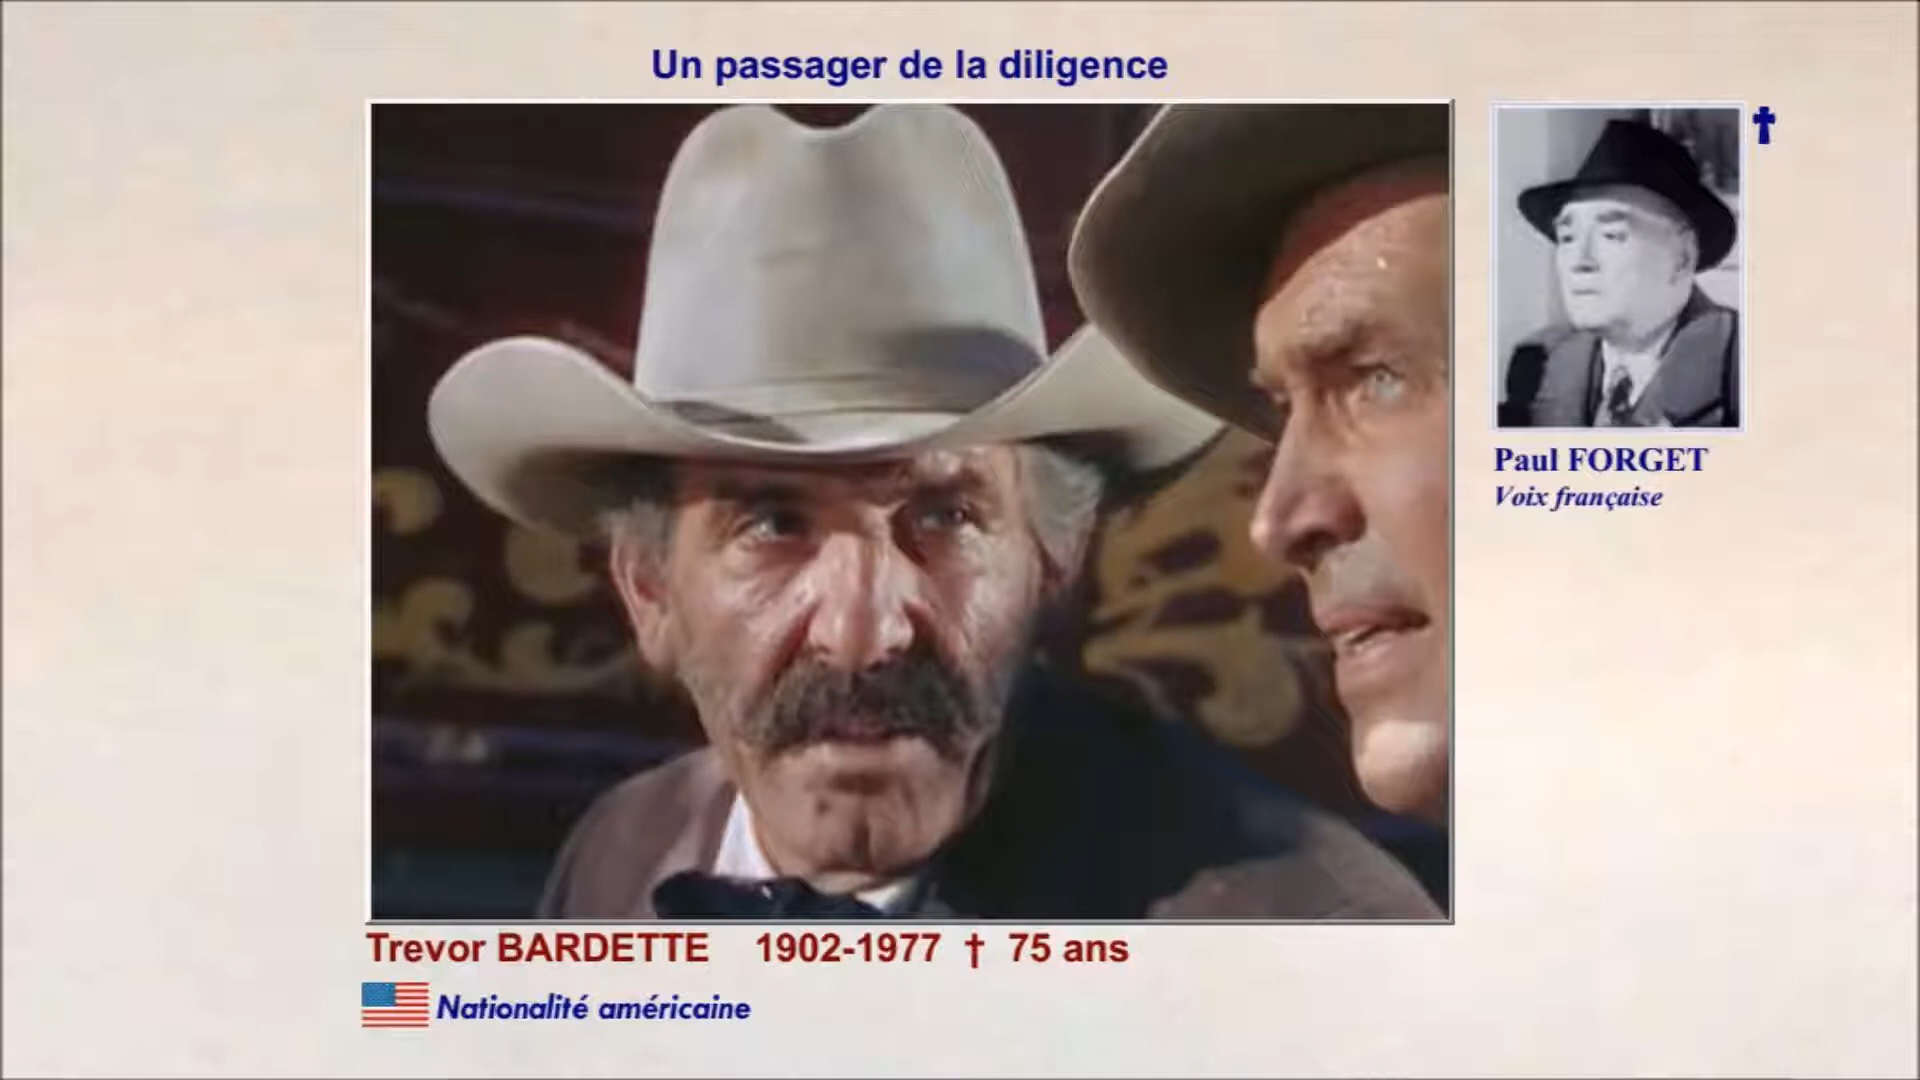 Un passager de la diligence
Paul FORGET
Voix française
Trevor BARDETTE 1902-1977 † 75 ans
Nationalité américaine